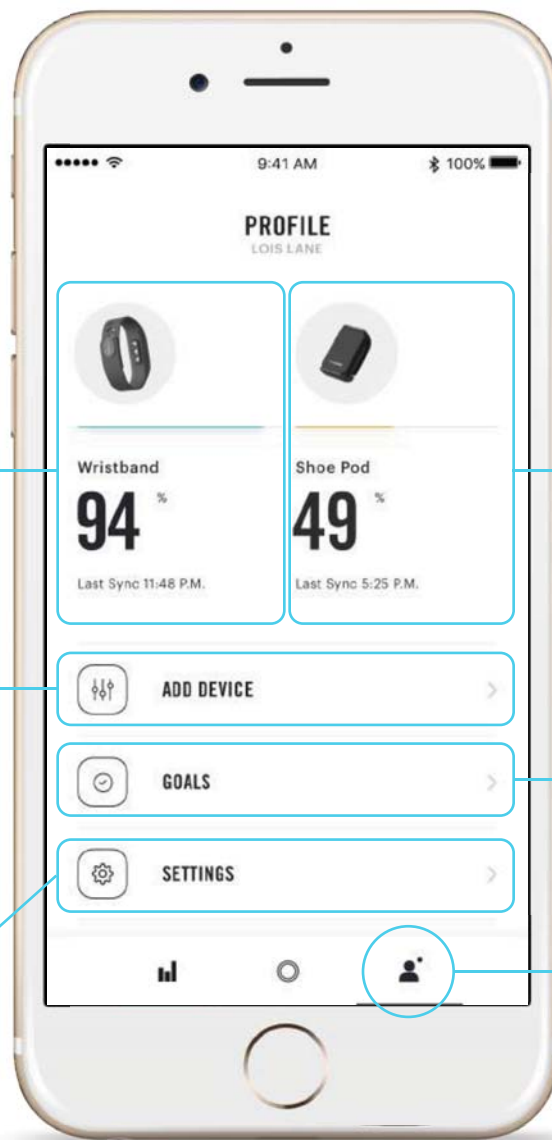 9:41 AM 100%
PROFILE
LOIS LANE
Wristband
94 %
Last Sync 11:48 P.M.
Shoe Pod
49 %
Last Sync 5:25 P.M.
ADD DEVICE
GOALS
SETTINGS